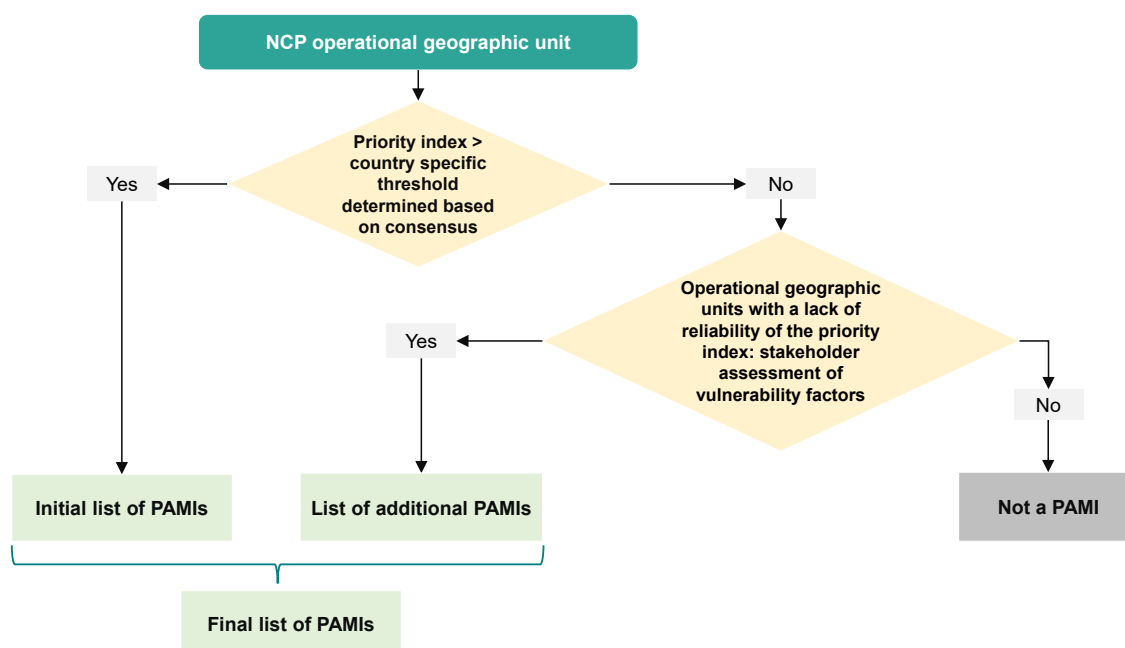 NCP operational geographic unit
Priority index >
country specific
threshold
determined based
on consensus
Yes
No
Operational geographic
units with a lack of
reliability of the priority
index: stakeholder
assessment of
vulnerability factors
Yes
No
Initial list of PAMIs
List of additional PAMIs
Not a PAMI
Final list of PAMIs